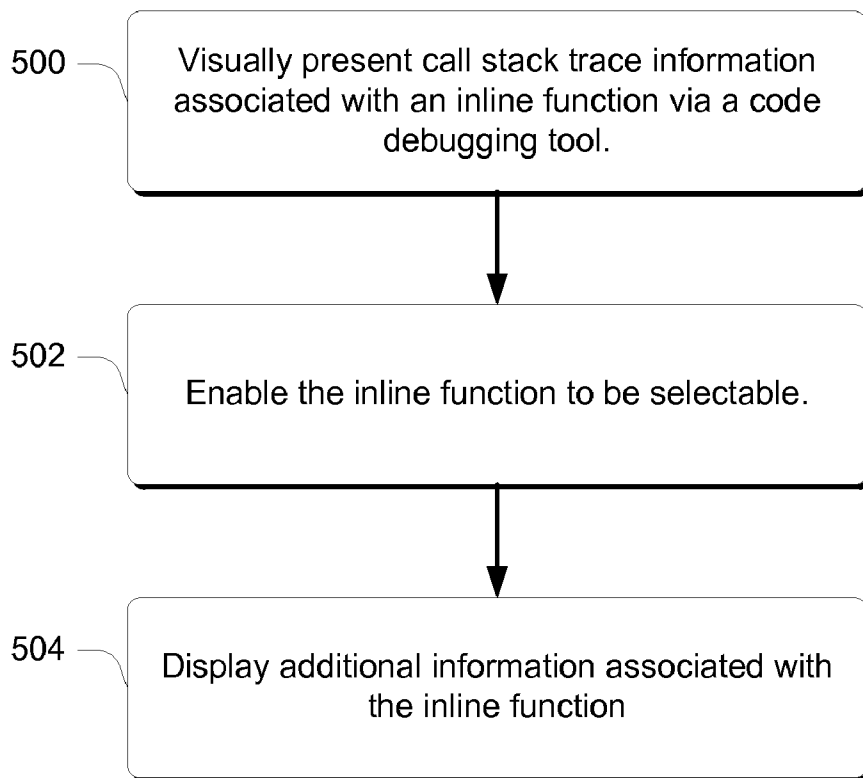 500
Visually present call stack trace information
associated with an inline function via a code
debugging tool.
502
Enable the inline function to be selectable.
504
Display additional information associated with
the inline function